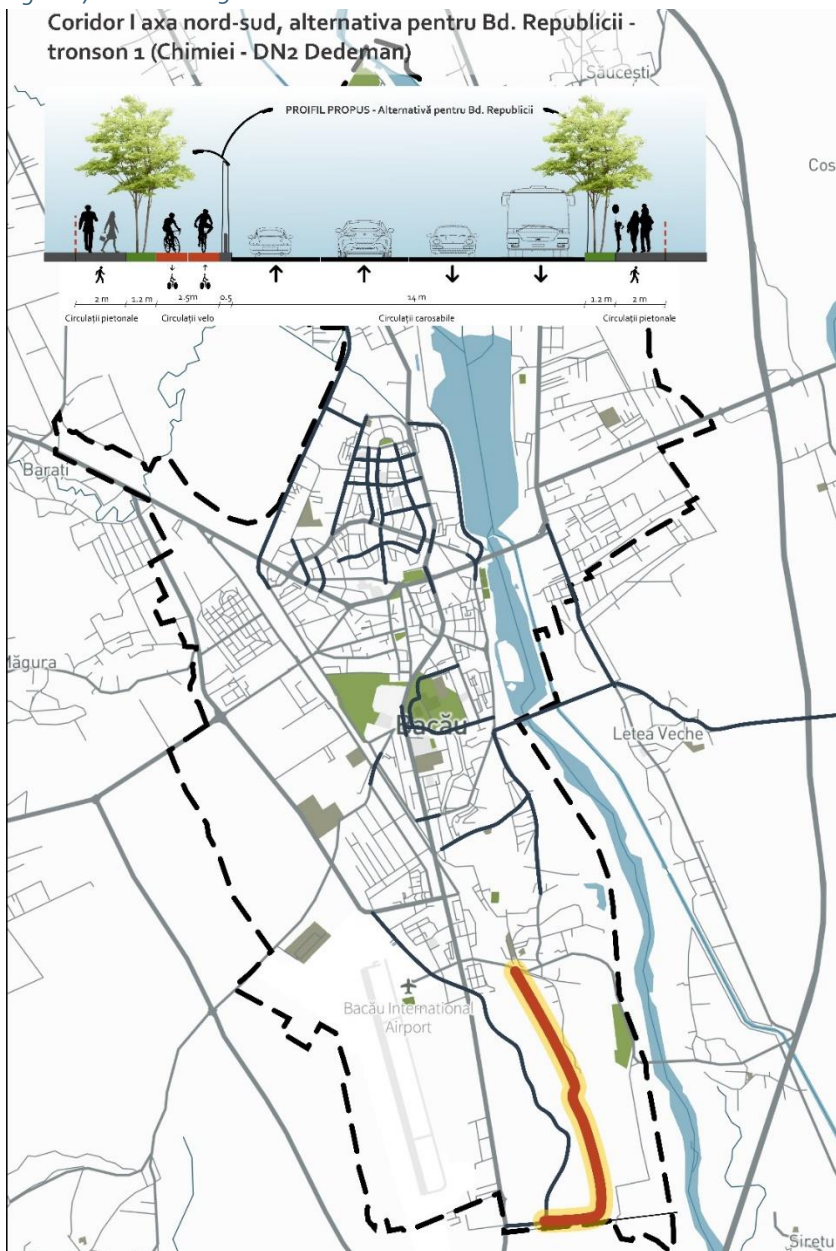 Coridor I axa nord-sud, alternativa pentru Bd. Republicii -
tronson 1 (Chimiei - DN2 Dedeman)
Săucești
PROIFIL PROPUS - Alternativă pentru Bd. Republicii
Cos
2 m
1.2 m
2.5m
0.5
14 m
1.2 m
2 m
Circulații pietonale
Circulații velo
Circulații carosabile
Circulații pietonale
Barati
Măgura
Bacău
Letea Veche
Bacău International
Airport
Siretu